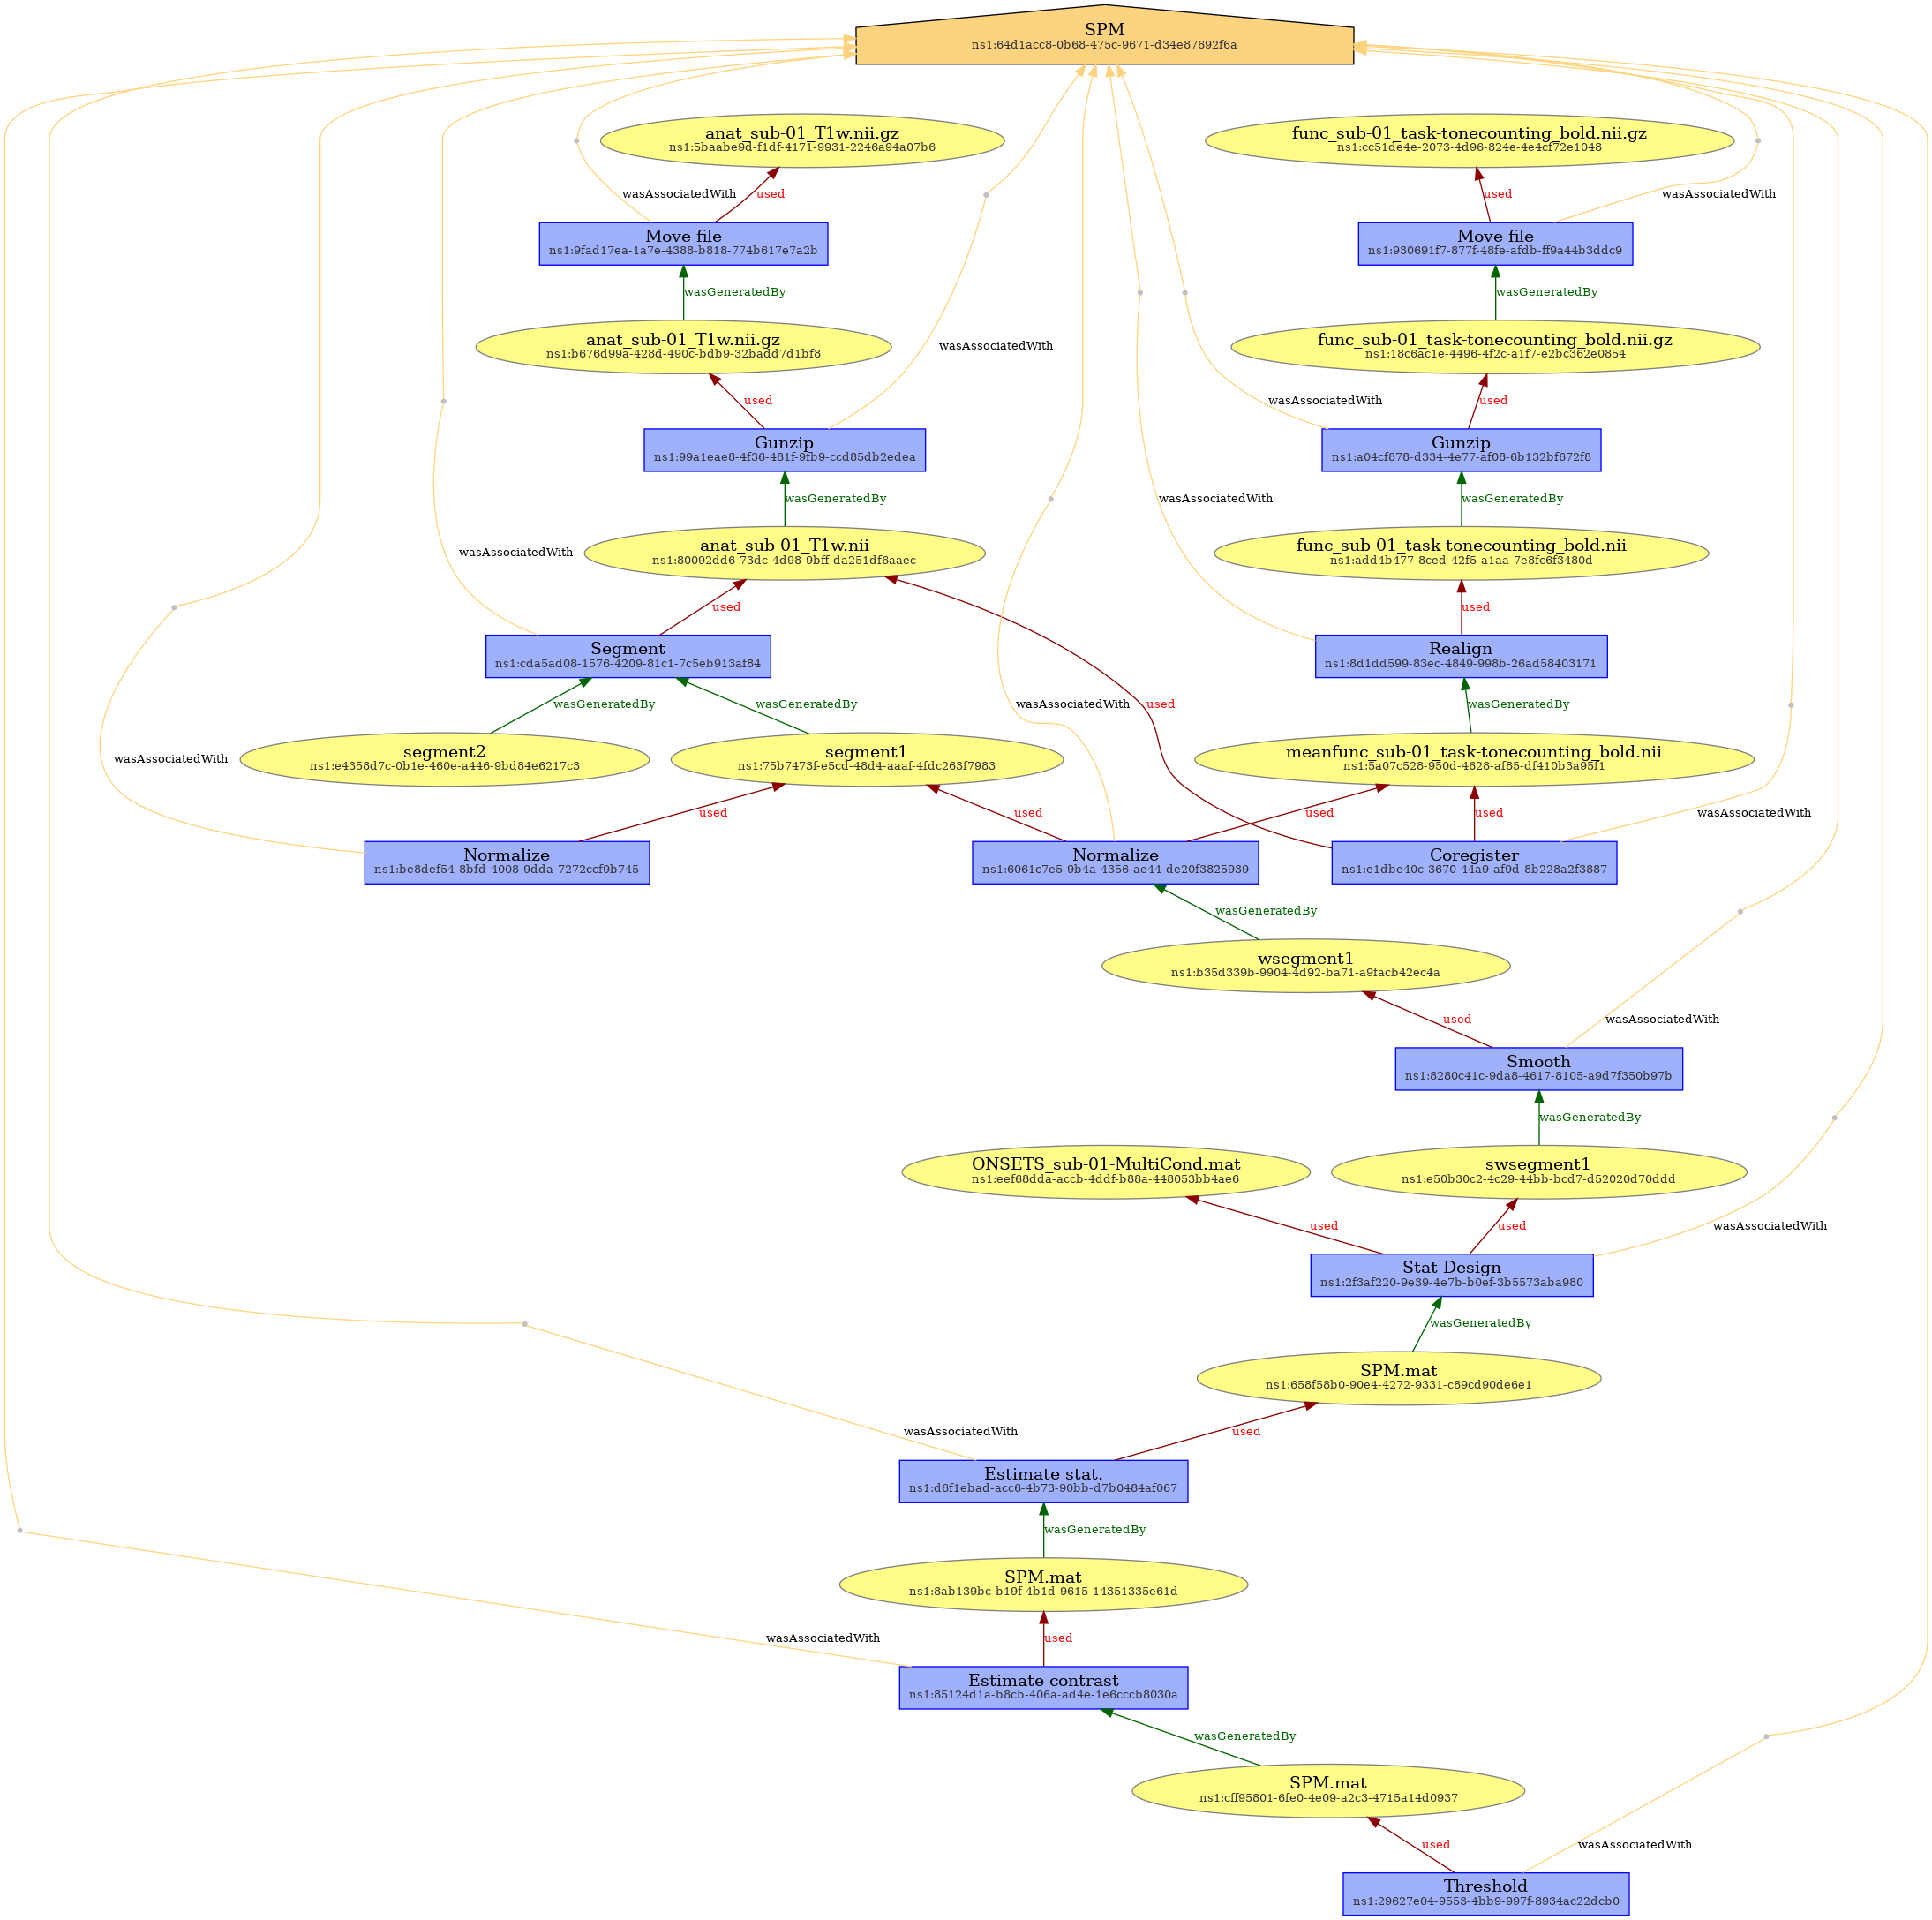 SPM
ns1:64d1acc8-0b68-475c-9671-d34e87692f6a
anat_sub-01_T1w.nii.gz
ns1:5baabe9d-f1df-4171-9931-2246a94a07b6
func_sub-01_task-tonecounting_bold.nii.gz
ns1:cc51de4e-2073-4d96-824e-4e4cf72e1048
wasAssociatedWith
used
used
wasAssociatedWith
Move file
ns1:9fad17ea-1a7e-4388-b818-774b617e7a2b
Move file
ns1:930691f7-877f-48fe-afdb-ff9a44b3ddc9
wasGeneratedBy
wasGeneratedBy
anat_sub-01_T1w.nii.gz
ns1:b676d99a-428d-490c-bdb9-32badd7d1bf8
wasAssociatedWith
func_sub-01_task-tonecounting_bold.nii.gz
ns1:18c6ac1e-4496-4f2c-a1f7-e2bc362e0854
used
wasAssociatedWith
used
Gunzip
ns1:99a1eae8-4f36-481f-9fb9-ccd85db2edea
Gunzip
ns1:a04cf878-d334-4e77-af08-6b132bf672f8
wasGeneratedBy
wasAssociatedWith
wasGeneratedBy
wasAssociatedWith
anat_sub-01_T1w.nii
ns1:80092dd6-73dc-4d98-9bff-da251df6aaec
func_sub-01_task-tonecounting_bold.nii
ns1:add4b477-8ced-42f5-a1aa-7e8fc6f3480d
used
used
Segment
ns1:cda5ad08-1576-4209-81c1-7c5eb913af84
Realign
ns1:8d1dd599-83ec-4849-998b-26ad58403171
wasGeneratedBy
wasGeneratedBy
wasAssociatedWith
used
wasGeneratedBy
wasAssociatedWith
segment2
ns1:e4358d7c-0b1e-460e-a446-9bd84e6217c3
segment1
ns1:75b7473f-e5cd-48d4-aaaf-4fdc263f7983
meanfunc_sub-01_task-tonecounting_bold.nii
ns1:5a07c528-950d-4628-af85-df410b3a95f1
used
used
used
used
wasAssociatedWith
Normalize
ns1:be8def54-8bfd-4008-9dda-7272ccf9b745
Normalize
ns1:6061c7e5-9b4a-4356-ae44-de20f3825939
Coregister
ns1:e1dbe40c-3670-44a9-af9d-8b228a2f3887
wasGeneratedBy
wsegment1
ns1:b35d339b-9904-4d92-ba71-a9facb42ec4a
used
wasAssociatedWith
Smooth
ns1:8280c41c-9da8-4617-8105-a9d7f350b97b
wasGeneratedBy
ONSETS_sub-01-MultiCond.mat
ns1:eef68dda-accb-4ddf-b88a-448053bb4ae6
swsegment1
ns1:e50b30c2-4c29-44bb-bcd7-d52020d70ddd
used
used
wasAssociatedWith
Stat Design
ns1:2f3af220-9e39-4e7b-b0ef-3b5573aba980
wasGeneratedBy
SPM.mat
ns1:658f58b0-90e4-4272-9331-c89cd90de6e1
wasAssociatedWith
used
Estimate stat.
ns1:d6f1ebad-acc6-4b73-90bb-d7b0484af067
wasGeneratedBy
SPM.mat
ns1:8ab139bc-b19f-4b1d-9615-14351335e61d
wasAssociatedWith
used
Estimate contrast
ns1:85124d1a-b8cb-406a-ad4e-1e6cccb8030a
wasGeneratedBy
SPM.mat
ns1:cff95801-6fe0-4e09-a2c3-4715a14d0937
used
wasAssociatedWith
Threshold
ns1:29627e04-9553-4bb9-997f-8934ac22dcb0